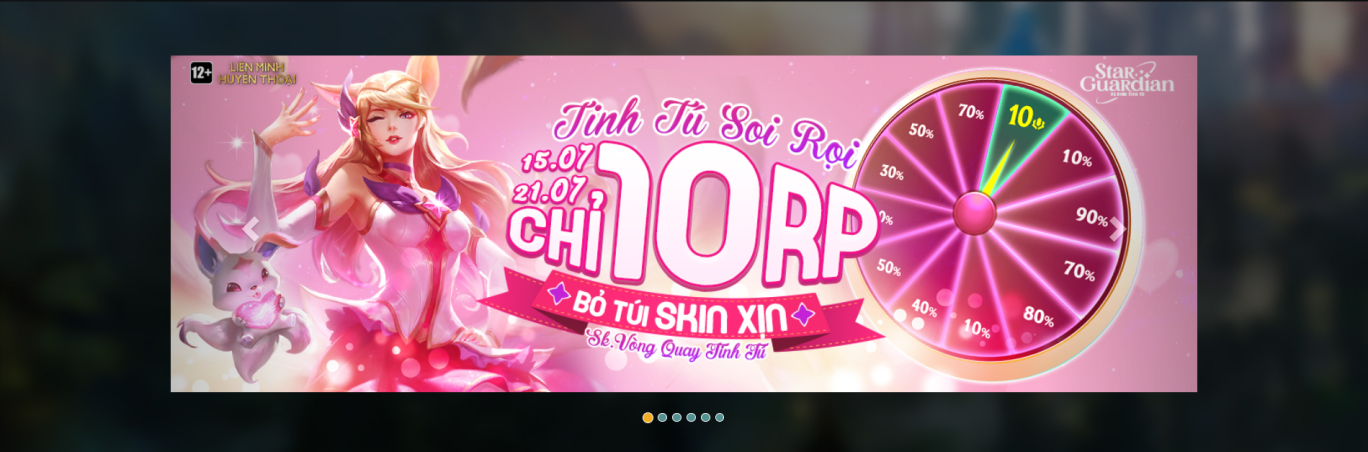 12+
LIÊN MINH
HUYỀN THOẠI
Star
Guardian
Tinh Tú Soi Rọi
15.07
21.07
CHỈ 10RP
BỎ TÚI SKIN XỊN
Sk.Vòng Quay Tinh Tú
10
10%
90%
70%
80%
10%
40%
50%
0%
30%
50%
70%